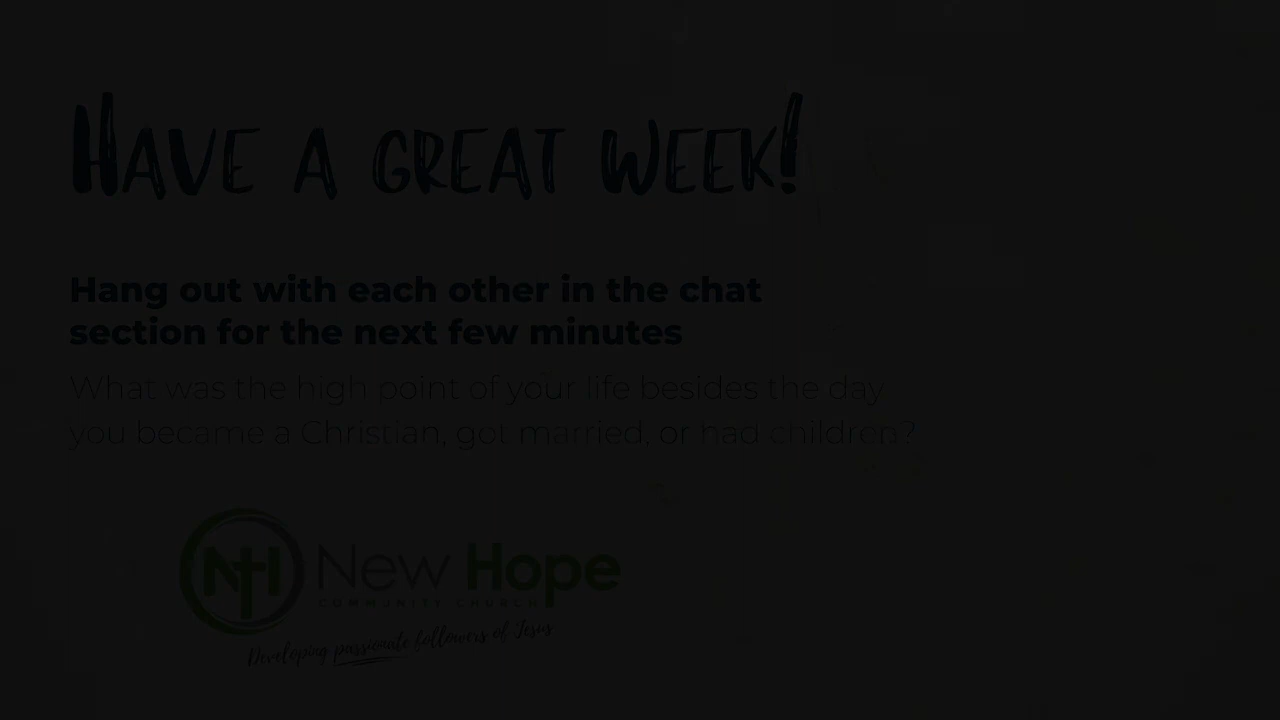 HAVE A GREAT WEEK!
Hang out with each other in the chat
section for the next few minutes
What was the high point of your life besides the day
you became a Christian, got married, or had children?
NH New Hope
COMMUNITY CHURCH
Developing passionate followers of Jesus